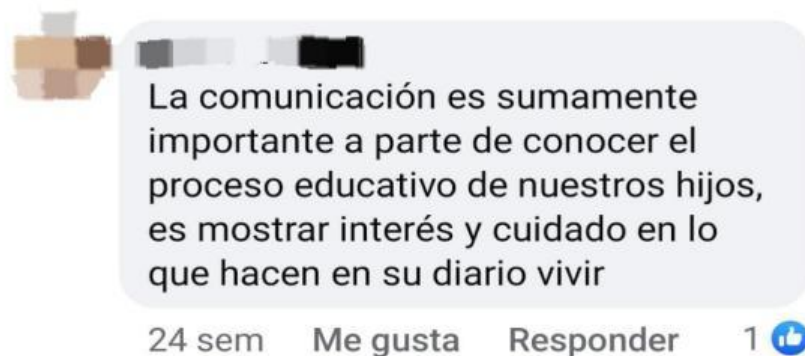 La comunicación es sumamente
importante a parte de conocer el
proceso educativo de nuestros hijos,
es mostrar interés y cuidado en lo
que hacen en su diario vivir
24 sem Me gusta Responder 1